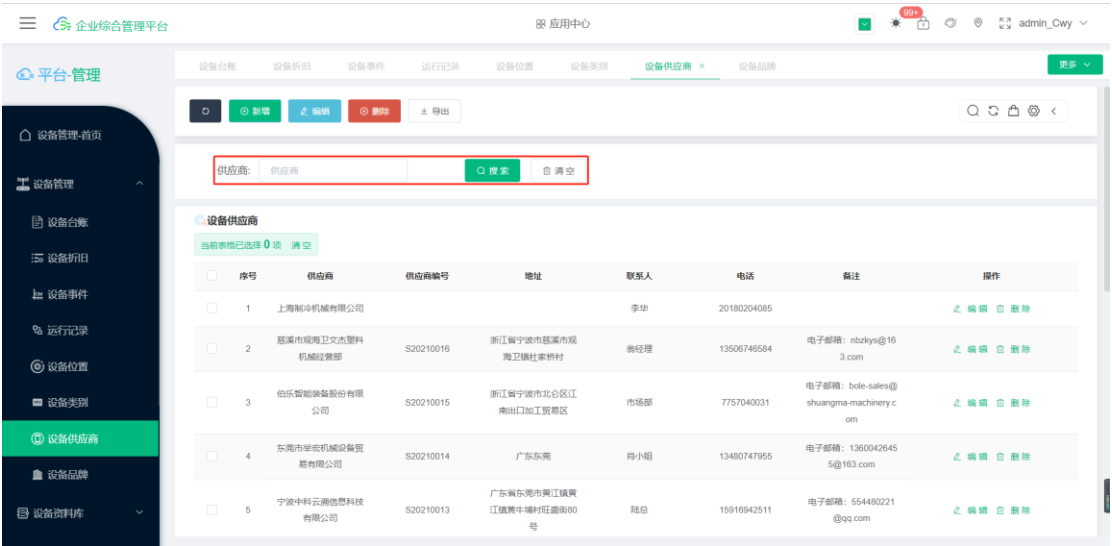 企业综合管理平台
应用中心
99+
admin_Cwy
平台-管理
设备台账 设备折旧 设备事件 运行记录 设备位置 设备类别 设备供应商 × 设备品牌
更多
新增 编辑 删除 导出
设备管理-首页
供应商: 供应商 搜索 清空
设备管理
设备台账
设备折旧
设备事件
运行记录
设备位置
设备类别
设备供应商
设备品牌
设备资料库
设备供应商
当前表格已选择 0 项 清空
序号 供应商 供应商编号 地址 联系人 电话 备注 操作
1 上海制冷机械有限公司 李华 20180204085 编辑 删除
慈溪市观海卫文杰塑料 浙江省宁波市慈溪市观 电子邮箱：nbzkys@16
2 S20210016 翁经理 13506746584 编辑 删除
机械经营部 海卫镇杜家桥村 3.com
电子邮箱：bole-sales@
伯乐智能装备股份有限 浙江省宁波市北仑区江
3 S20210015 市场部 7757040031 shuangma-machinery.c 编辑 删除
公司 南出口加工贸易区
om
东莞市举宏机械设备贸 电子邮箱：1360042645
4 S20210014 广东东莞 肖小姐 13480747955 编辑 删除
易有限公司 5@163.com
广东省东莞市黄江镇黄
宁波中科云溯信息科技 电子邮箱：554480221
5 S20210013 江镇黄牛埔村旺盛街80 陆总 15916942511 编辑 删除
有限公司 @qq.com
号